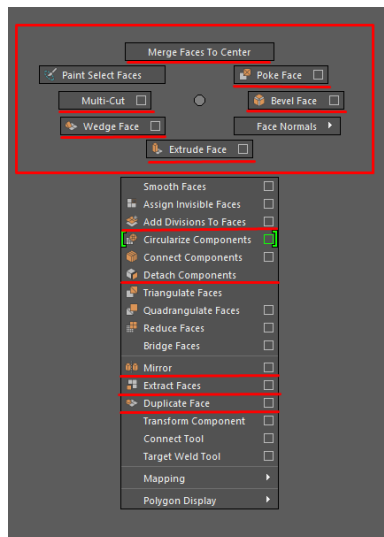 Merge Faces To Center
Paint Select Faces
Poke Face
Multi-Cut
Bevel Face
Wedge Face
Face Normals
Extrude Face
Smooth Faces
Assign Invisible Faces
Add Divisions To Faces
Circularize Components
Connect Components
Detach Components
Triangulate Faces
Quadrangulate Faces
Reduce Faces
Bridge Faces
Mirror
Extract Faces
Duplicate Face
Transform Component
Connect Tool
Target Weld Tool
Mapping
Polygon Display